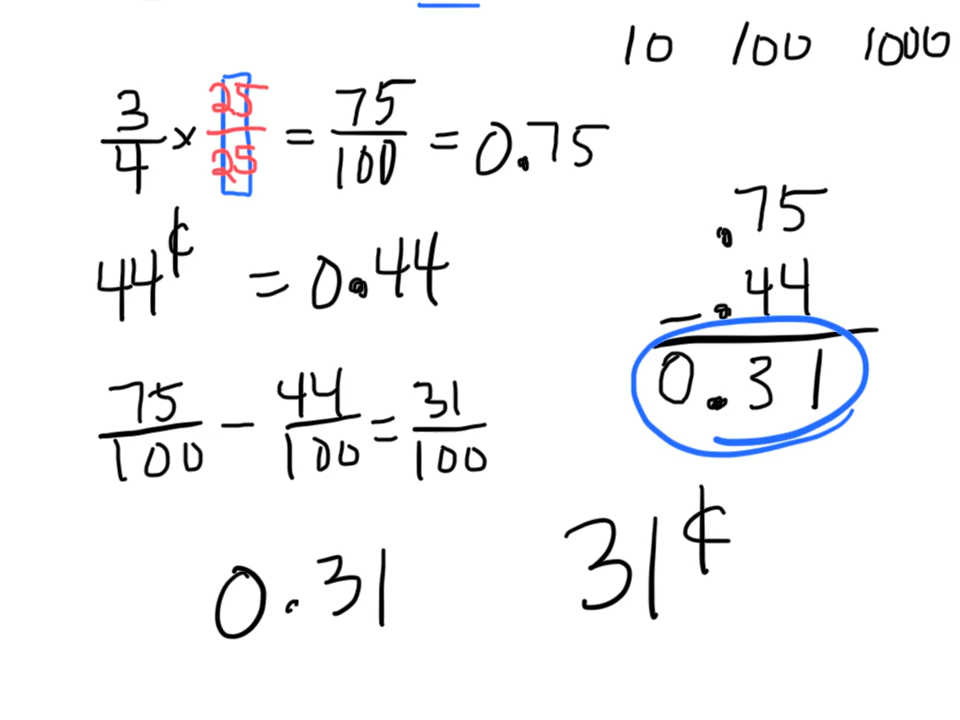 10 100 1000
3/4 × 25/25 = 75/100 = 0.75
44¢ = 0.44
.75
- .44
0.31
75/100 - 44/100 = 31/100
0.31
31¢